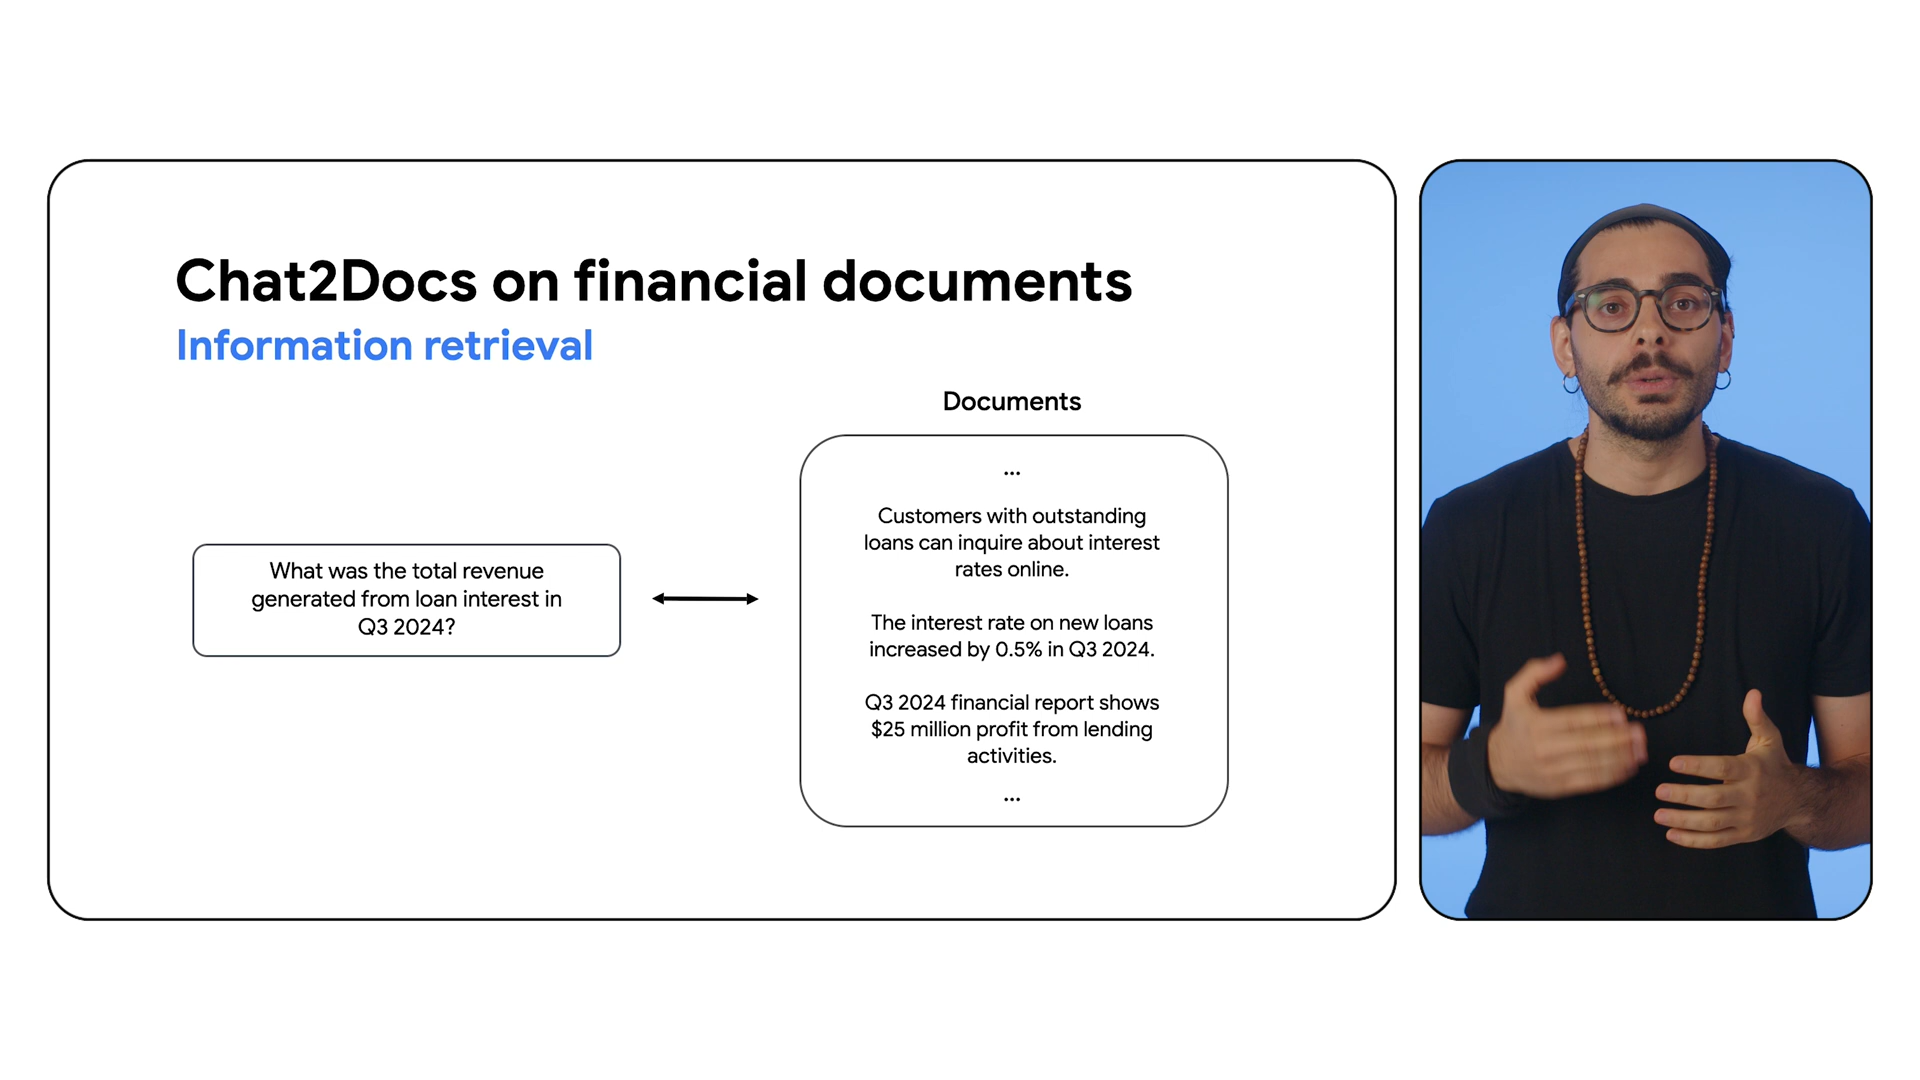 Chat2Docs on financial documents
Information retrieval
Documents
...
Customers with outstanding
loans can inquire about interest
rates online.
The interest rate on new loans
increased by 0.5% in Q3 2024.
Q3 2024 financial report shows
$25 million profit from lending
activities.
...
What was the total revenue
generated from loan interest in
Q3 2024?